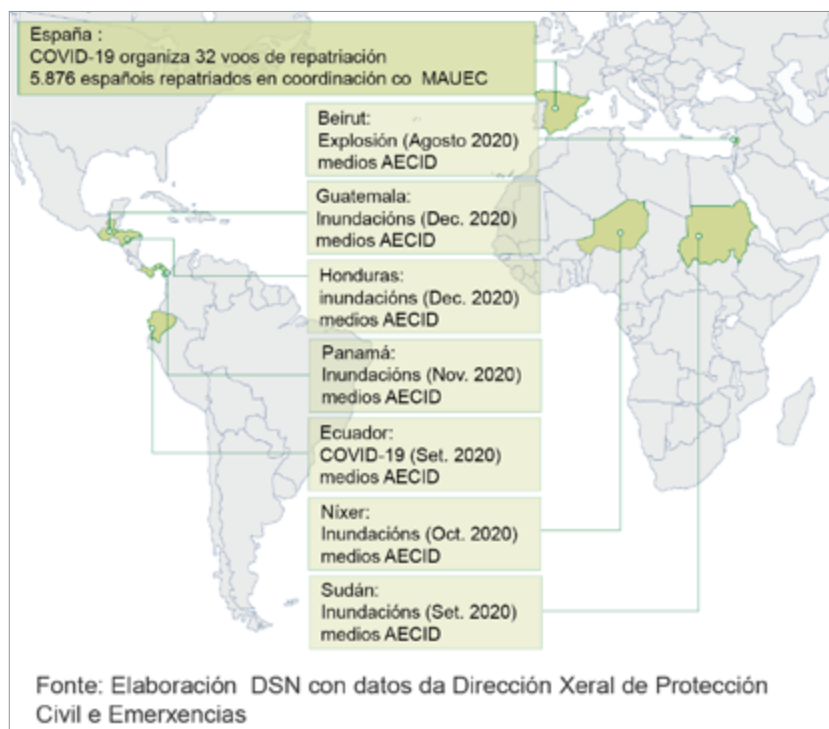 España :
COVID-19 organiza 32 voos de repatriación
5.876 españois repatriados en coordinación co MAUEC
Beirut:
Explosión (Agosto 2020)
medios AECID
Guatemala:
Inundacións (Dec. 2020)
medios AECID
Honduras:
inundacións (Dec. 2020)
medios AECID
Panamá:
Inundacións (Nov. 2020)
medios AECID
Ecuador:
COVID-19 (Set. 2020)
medios AECID
Níxer:
Inundacións (Oct. 2020)
medios AECID
Sudán:
Inundacións (Set. 2020)
medios AECID
Fonte: Elaboración DSN con datos da Dirección Xeral de Protección
Civil e Emerxencias